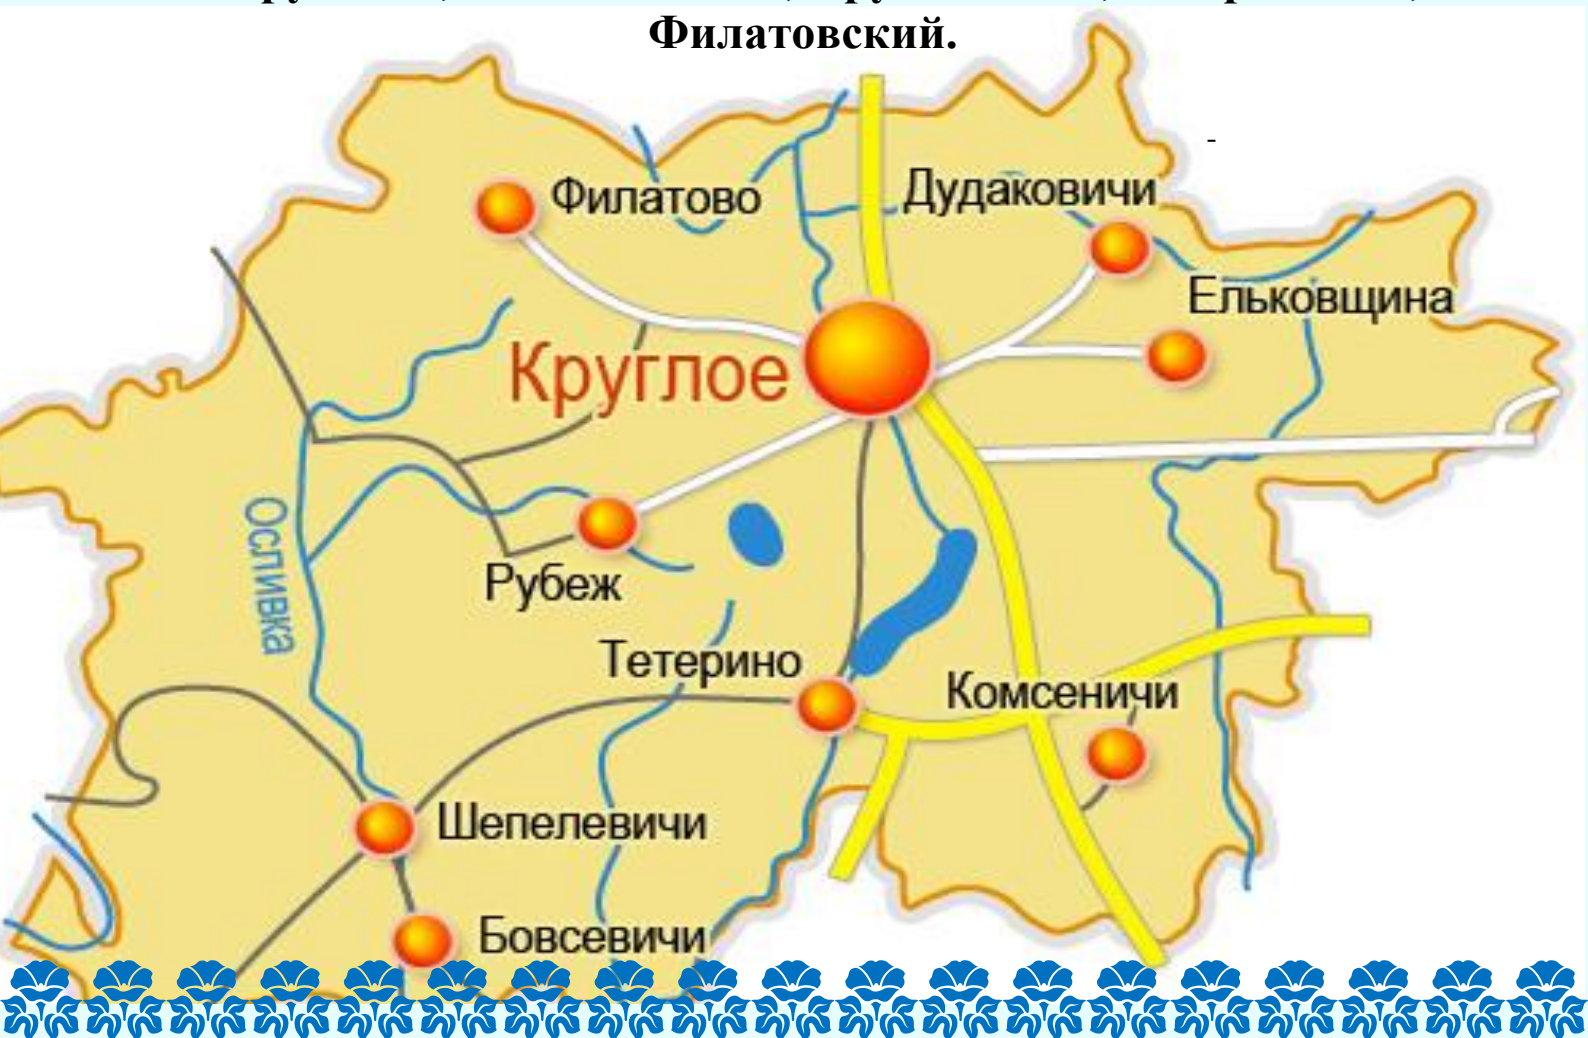 Филатовский.
-
Филатово
Дудаковичи
Ельковщина
Круглое
Осливка
Рубеж
Тетерино
Комсеничи
Шепелевичи
Бовсевичи